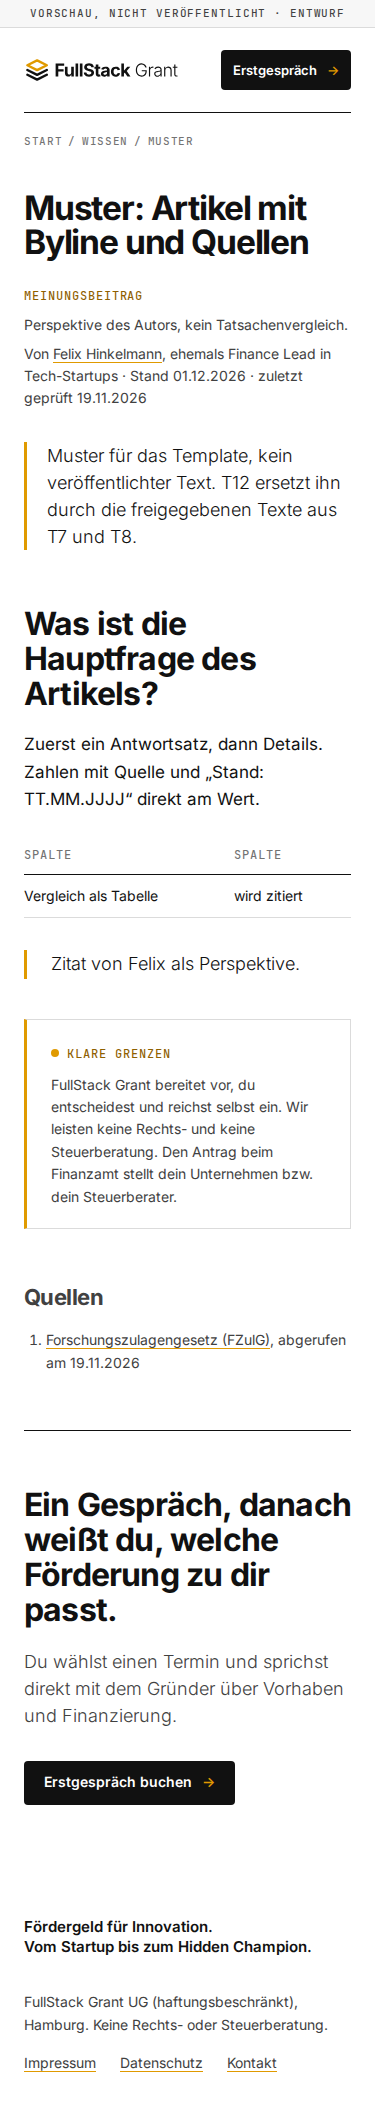 VORSCHAU, NICHT VERÖFFENTLICHT · ENTWURF
FullStack Grant
Erstgespräch →
START / WISSEN / MUSTER
Muster: Artikel mit
Byline und Quellen
MEINUNGSBEITRAG
Perspektive des Autors, kein Tatsachenvergleich.
Von Felix Hinkelmann, ehemals Finance Lead in
Tech-Startups · Stand 01.12.2026 · zuletzt
geprüft 19.11.2026
Muster für das Template, kein
veröffentlichter Text. T12 ersetzt ihn
durch die freigegebenen Texte aus
T7 und T8.
Was ist die
Hauptfrage des
Artikels?
Zuerst ein Antwortsatz, dann Details.
Zahlen mit Quelle und „Stand:
TT.MM.JJJJ“ direkt am Wert.
SPALTE SPALTE
Vergleich als Tabelle wird zitiert
Zitat von Felix als Perspektive.
KLARE GRENZEN
FullStack Grant bereitet vor, du
entscheidest und reichst selbst ein. Wir
leisten keine Rechts- und keine
Steuerberatung. Den Antrag beim
Finanzamt stellt dein Unternehmen bzw.
dein Steuerberater.
Quellen
1. Forschungszulagengesetz (FZulG), abgerufen
am 19.11.2026
Ein Gespräch, danach
weißt du, welche
Förderung zu dir
passt.
Du wählst einen Termin und sprichst
direkt mit dem Gründer über Vorhaben
und Finanzierung.
Erstgespräch buchen →
Fördergeld für Innovation.
Vom Startup bis zum Hidden Champion.
FullStack Grant UG (haftungsbeschränkt),
Hamburg. Keine Rechts- oder Steuerberatung.
Impressum Datenschutz Kontakt